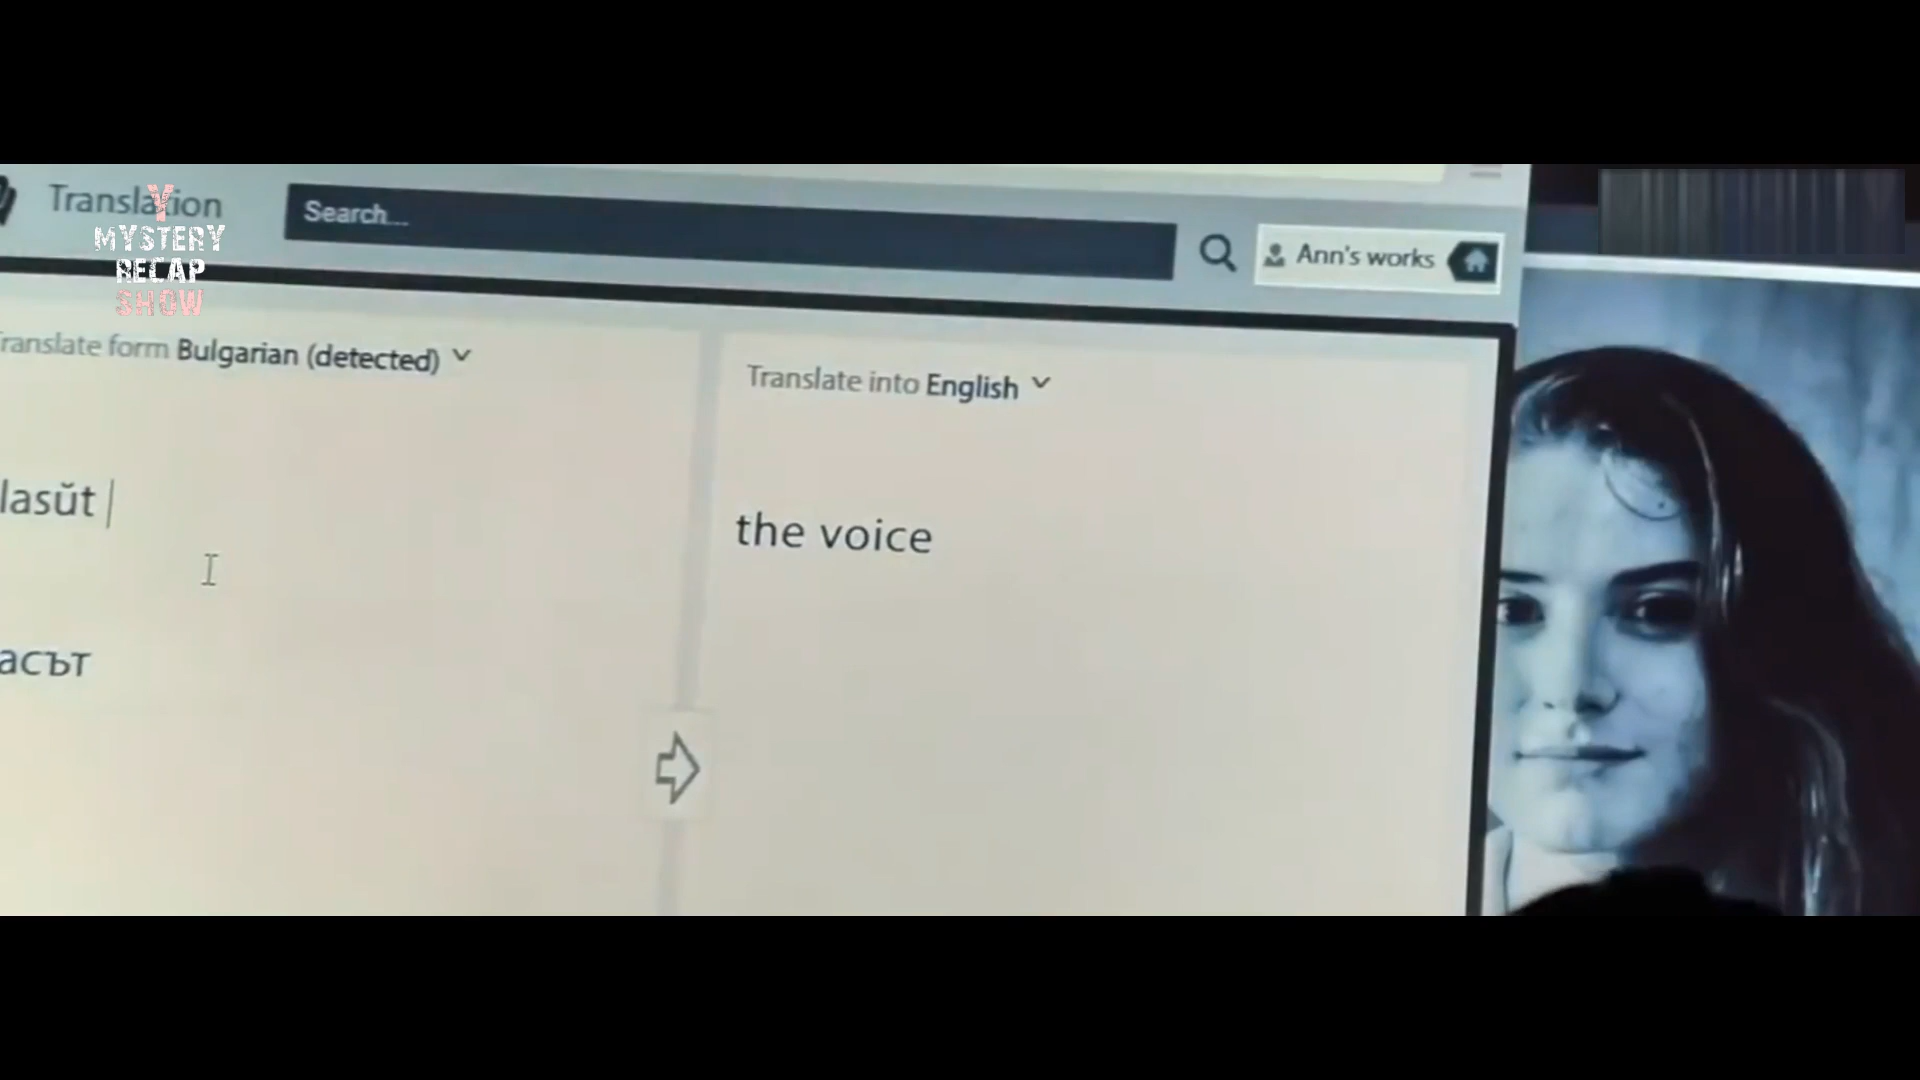 Translation
Search...
Ann's works
Y
MYSTERY
RECAP
SHOW
ranslate form Bulgarian (detected)
Translate into English
lasŭt
the voice
асът